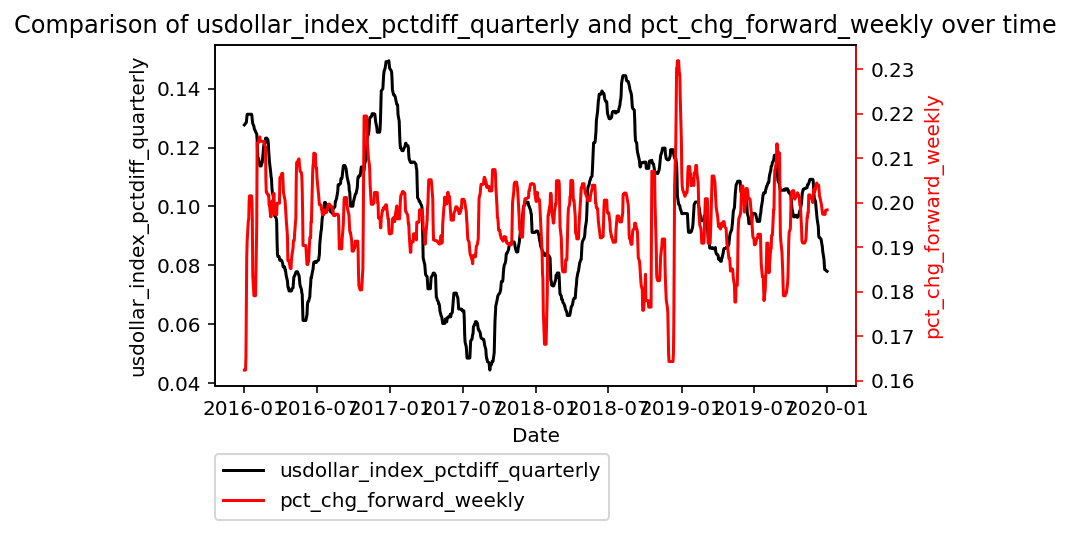 Comparison of usdollar_index_pctdiff_quarterly and pct_chg_forward_weekly over time
usdollar_index_pctdiff_quarterly
0.14
0.12
0.10
0.08
0.06
0.04
0.23
0.22
0.21
0.20
0.19
0.18
0.17
0.16
pct_chg_forward_weekly
2016-01 2016-07 2017-01 2017-07 2018-01 2018-07 2019-01 2019-07 2020-01
Date
usdollar_index_pctdiff_quarterly
pct_chg_forward_weekly